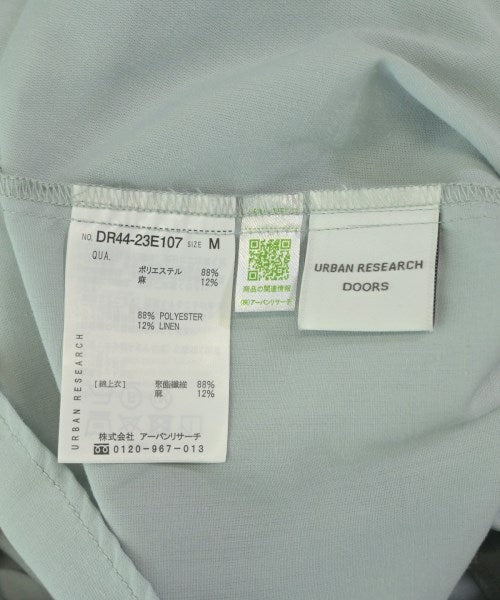 NO. DR44-23E107 SIZE M
QUA.
ポリエステル 88%
麻 12%
88% POLYESTER
12% LINEN
[綿上衣] 聚酯纖維 88%
麻 12%
URBAN RESEARCH
株式会社 アーバンリサーチ
0120-967-013
商品の関連情報
(株)アーバンリサーチ
URBAN RESEARCH
DOORS